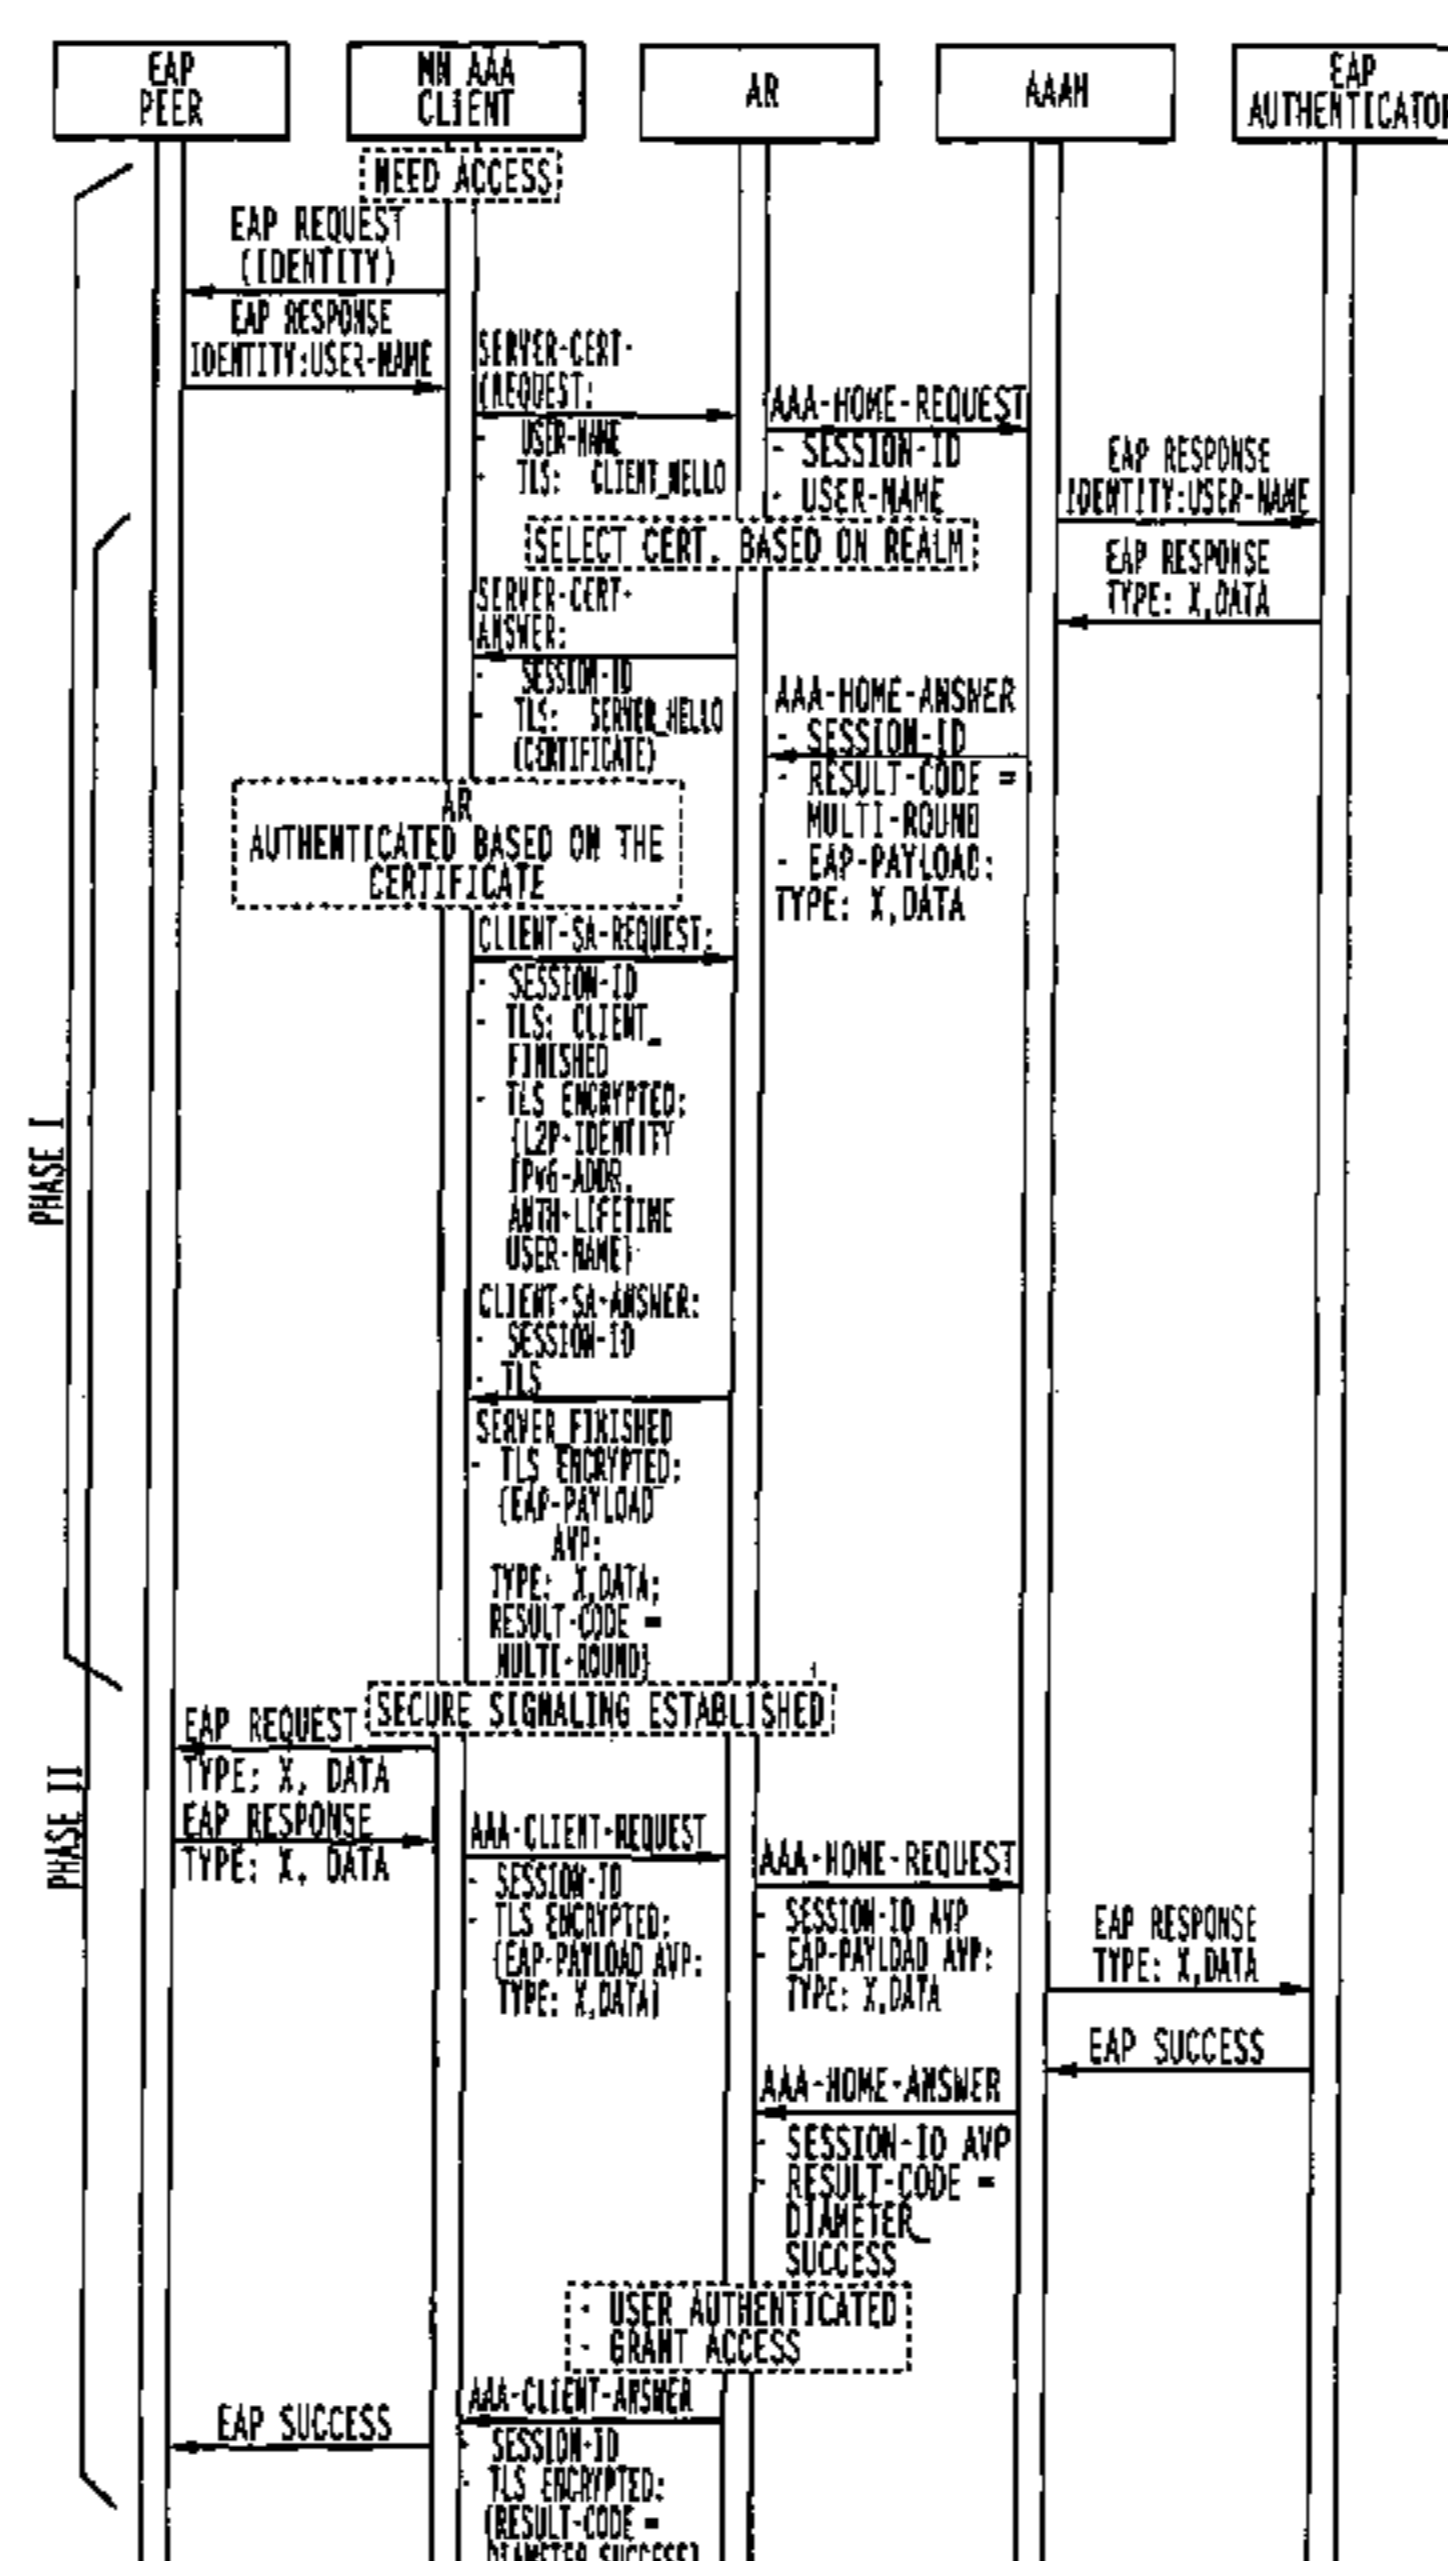 EAP
PEER
MN AAA
CLIENT
AR
AAAH
EAP
AUTHENTICATOR
NEED ACCESS
EAP REQUEST
(IDENTITY)
EAP RESPONSE
IDENTITY:USER-NAME
SERVER-CERT-
(REQUEST:
- USER-NAME
- TLS: CLIENT_HELLO
AAA-HOME-REQUEST
- SESSION-ID
- USER-NAME
EAP RESPONSE
IDENTITY:USER-NAME
SELECT CERT. BASED ON REALM
EAP RESPONSE
TYPE: X,DATA
SERVER-CERT-
ANSWER:
- SESSION-ID
- TLS: SERVER_HELLO
(CERTIFICATE)
AAA-HOME-ANSWER
- SESSION-ID
- RESULT-CODE =
MULTI-ROUND
- EAP-PAYLOAD:
TYPE: X,DATA
AR
AUTHENTICATED BASED ON THE
CERTIFICATE
CLIENT-SA-REQUEST:
- SESSION-ID
- TLS: CLIENT_
FINISHED
- TLS ENCRYPTED:
{L2P-IDENTITY
IPv6-ADDR.
AUTH-LIFETIME
USER-NAME}
CLIENT-SA-ANSWER:
- SESSION-ID
- TLS
SERVER_FINISHED
- TLS ENCRYPTED:
{EAP-PAYLOAD
AVP:
TYPE: X,DATA;
RESULT-CODE =
MULTI-ROUND}
PHASE I
SECURE SIGNALING ESTABLISHED
EAP REQUEST
TYPE: X, DATA
EAP RESPONSE
TYPE: X, DATA
PHASE II
AAA-CLIENT-REQUEST
- SESSION-ID
- TLS ENCRYPTED:
{EAP-PAYLOAD AVP:
TYPE: X,DATA}
AAA-HOME-REQUEST
- SESSION-ID AVP
- EAP-PAYLOAD AVP:
TYPE: X,DATA
EAP RESPONSE
TYPE: X,DATA
EAP SUCCESS
AAA-HOME-ANSWER
- SESSION-ID AVP
- RESULT-CODE =
DIAMETER_
SUCCESS
- USER AUTHENTICATED
- GRANT ACCESS
AAA-CLIENT-ANSWER
EAP SUCCESS
- SESSION-ID
- TLS ENCRYPTED:
{RESULT-CODE =
DIAMETER_SUCCESS}